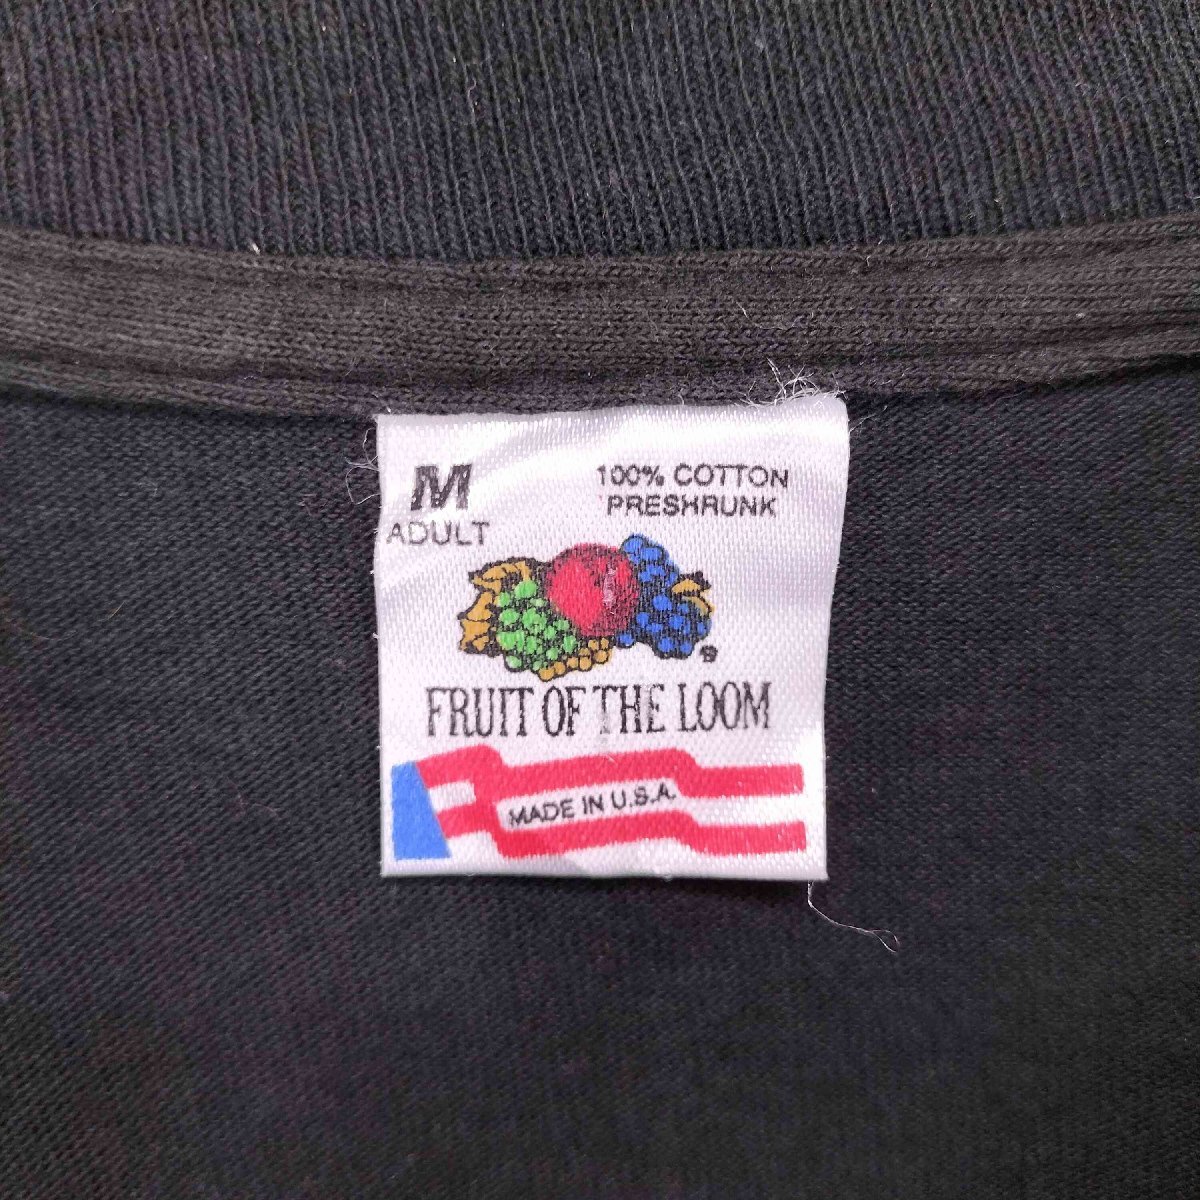 M
ADULT
100% COTTON
PRESHRUNK
FRUIT OF THE LOOM
MADE IN U.S.A.